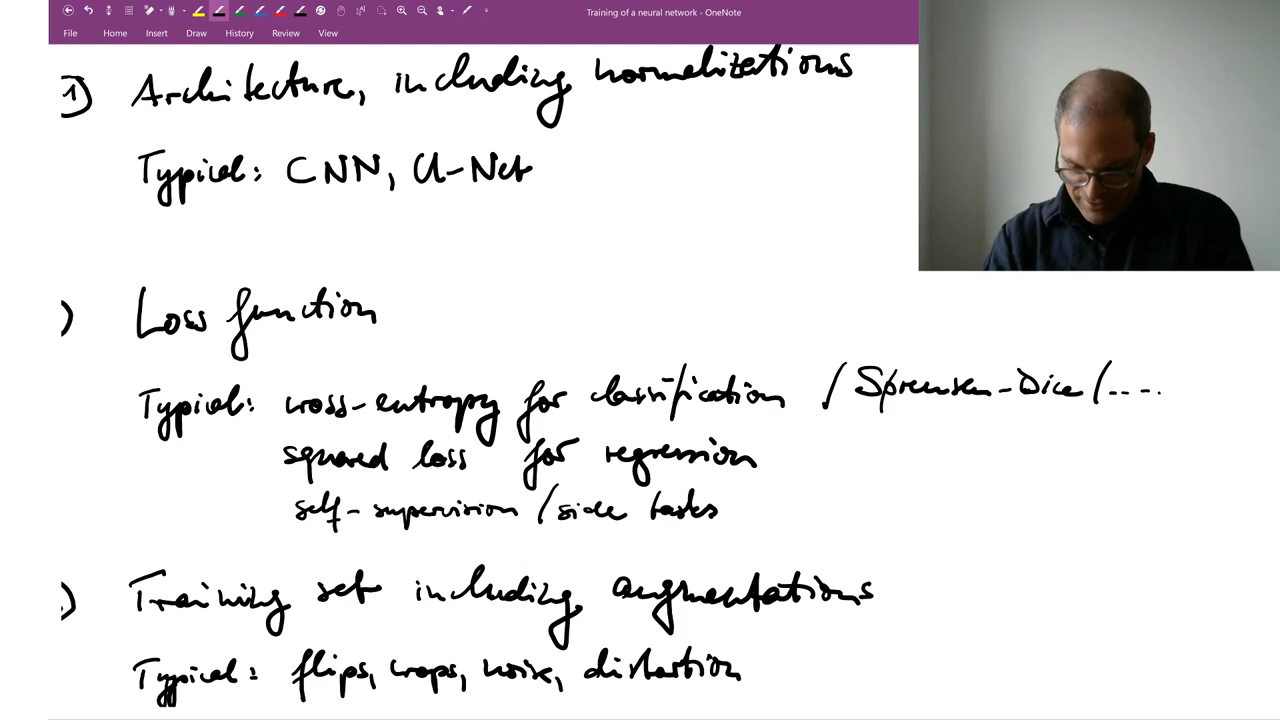 Training of a neural network - OneNote
File Home Insert Draw History Review View
1) Architecture, including normalizations
Typical: CNN, U-Net
) Loss function
Typical: cross-entropy for classification / Sörensen-Dice / ....
squared loss for regression
self-supervision / side tasks
) Training set including augmentations
Typical: flips, crops, noise, distortion